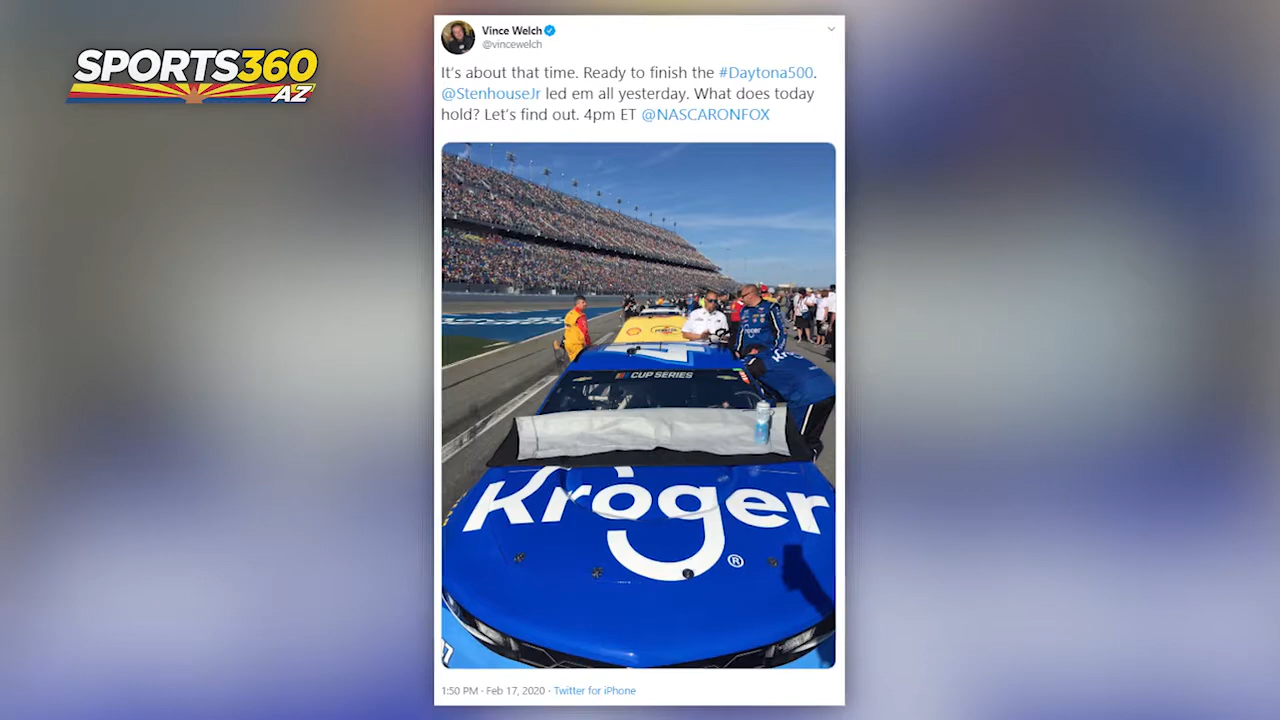 SPORTS360
AZ
Vince Welch
@vincewelch
It's about that time. Ready to finish the #Daytona500.
@StenhouseJr led em all yesterday. What does today
hold? Let's find out. 4pm ET @NASCARONFOX
CUP SERIES
Kroger
Kroger®
1:50 PM · Feb 17, 2020 · Twitter for iPhone